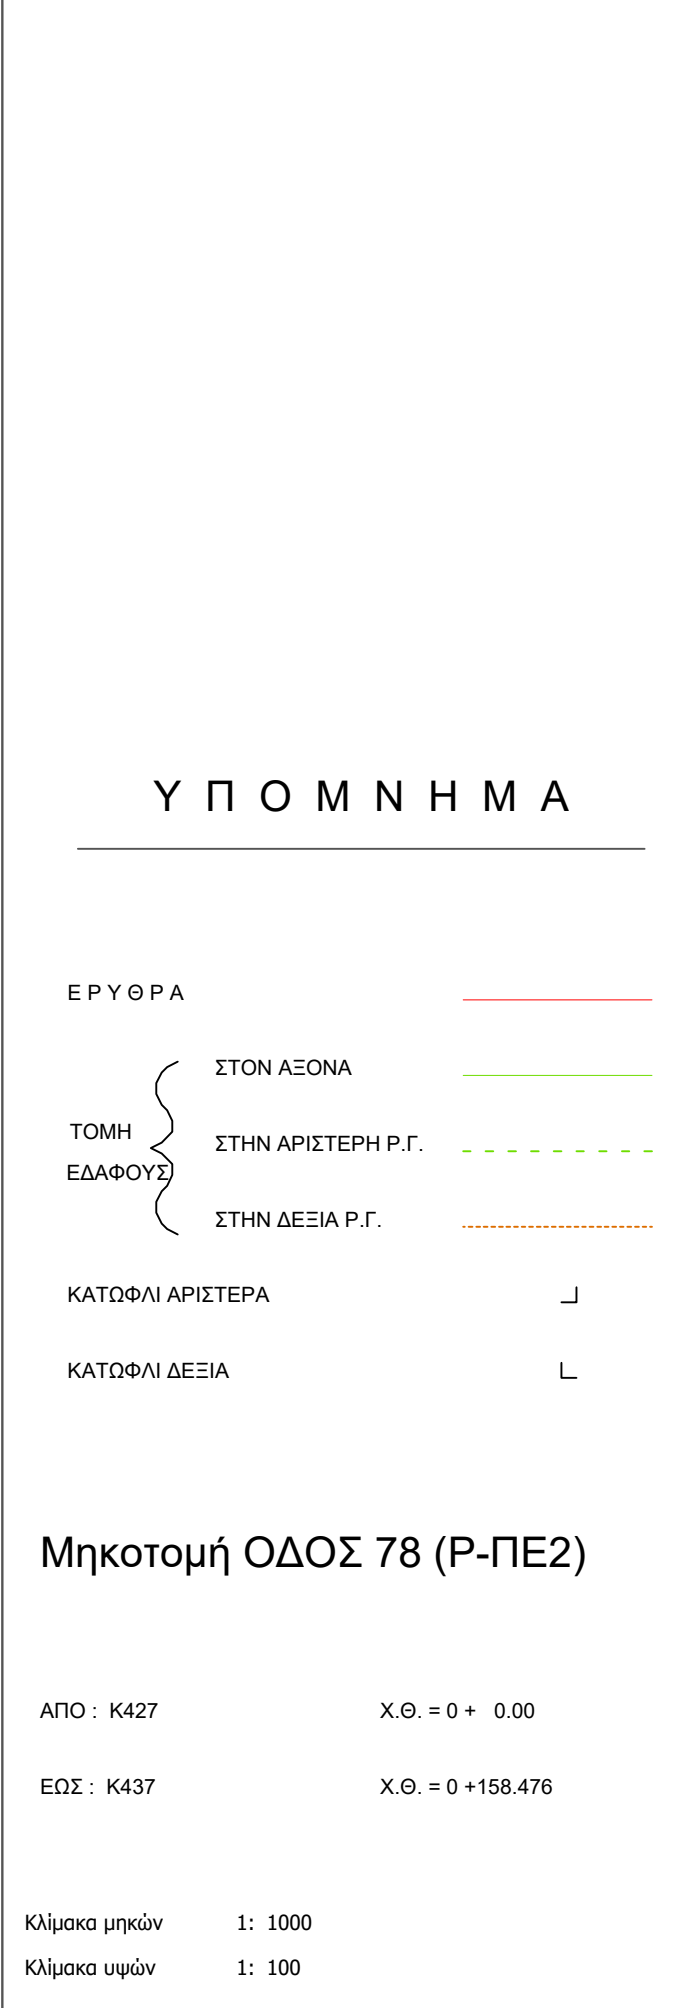 Υ Π Ο Μ Ν Η Μ Α
Ε Ρ Υ Θ Ρ Α
ΣΤΟΝ ΑΞΟΝΑ
ΤΟΜΗ
ΣΤΗΝ ΑΡΙΣΤΕΡΗ Ρ.Γ.
ΕΔΑΦΟΥΣ
ΣΤΗΝ ΔΕΞΙΑ Ρ.Γ.
ΚΑΤΩΦΛΙ ΑΡΙΣΤΕΡΑ
ΚΑΤΩΦΛΙ ΔΕΞΙΑ
Μηκοτομή ΟΔΟΣ 78 (Ρ-ΠΕ2)
ΑΠΟ : Κ427 Χ.Θ. = 0 + 0.00
ΕΩΣ : Κ437 Χ.Θ. = 0 +158.476
Κλίμακα μηκών 1: 1000
Κλίμακα υψών 1: 100